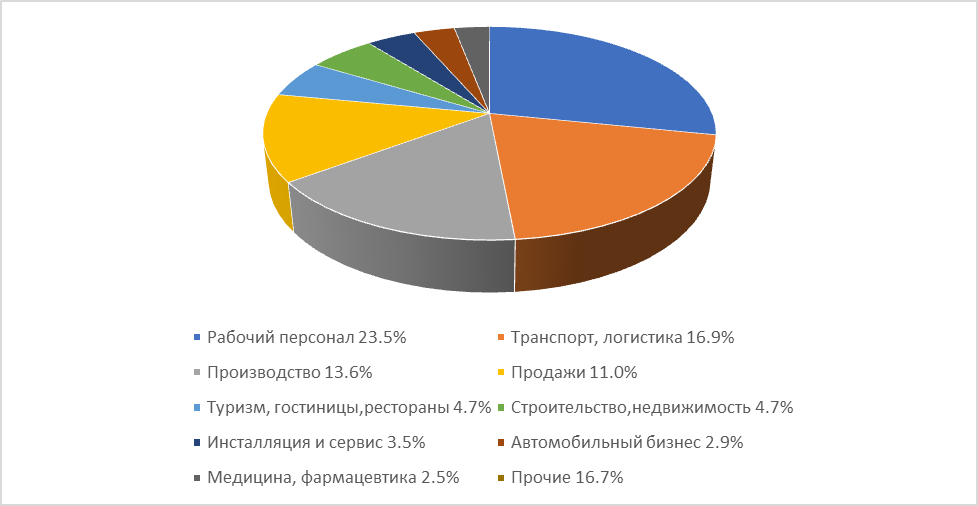 Рабочий персонал 23.5%
Транспорт, логистика 16.9%
Производство 13.6%
Продажи 11.0%
Туризм, гостиницы,рестораны 4.7%
Строительство,недвижимость 4.7%
Инсталляция и сервис 3.5%
Автомобильный бизнес 2.9%
Медицина, фармацевтика 2.5%
Прочие 16.7%